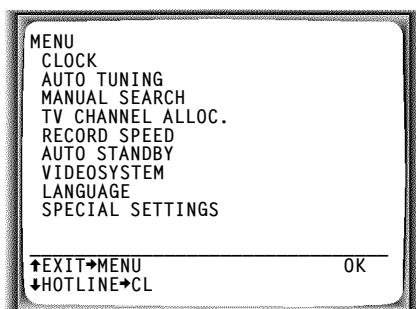 MENU
CLOCK
AUTO TUNING
MANUAL SEARCH
TV CHANNEL ALLOC.
RECORD SPEED
AUTO STANDBY
VIDEOSYSTEM
LANGUAGE
SPECIAL SETTINGS
↑EXIT→MENU OK
↓HOTLINE→CL